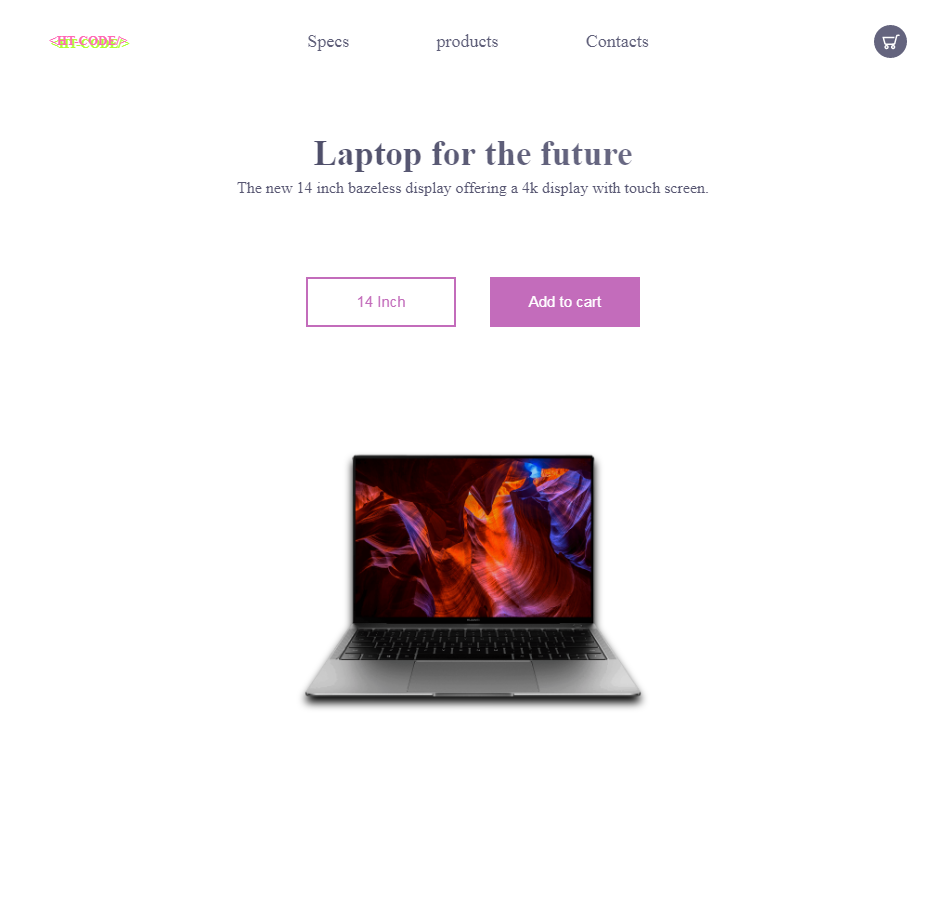 <HT-CODE/>
Specs
products
Contacts
Laptop for the future
The new 14 inch bazeless display offering a 4k display with touch screen.
14 Inch
Add to cart